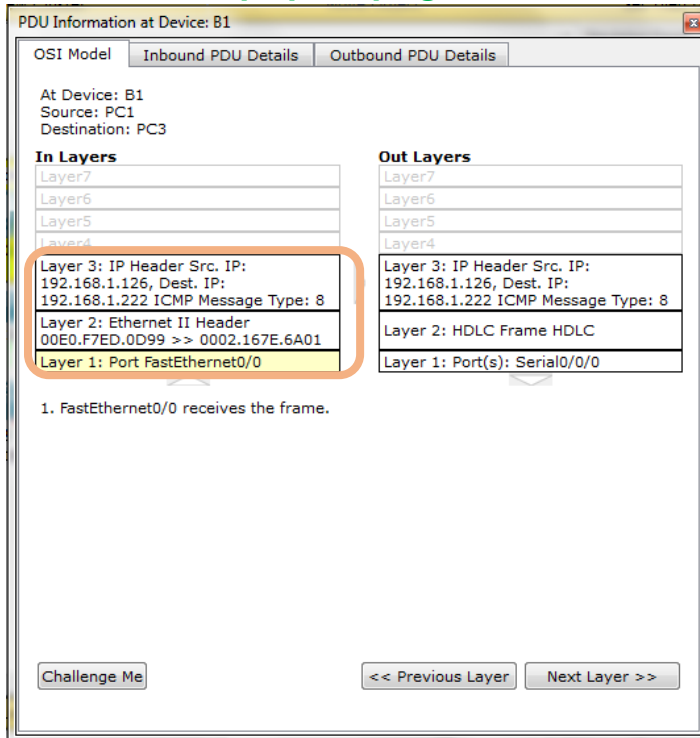 PDU Information at Device: B1
OSI Model Inbound PDU Details Outbound PDU Details
At Device: B1
Source: PC1
Destination: PC3
In Layers
Layer7
Layer6
Layer5
Layer4
Layer 3: IP Header Src. IP:
192.168.1.126, Dest. IP:
192.168.1.222 ICMP Message Type: 8
Layer 2: Ethernet II Header
00E0.F7ED.0D99 >> 0002.167E.6A01
Layer 1: Port FastEthernet0/0
Out Layers
Layer7
Layer6
Layer5
Layer4
Layer 3: IP Header Src. IP:
192.168.1.126, Dest. IP:
192.168.1.222 ICMP Message Type: 8
Layer 2: HDLC Frame HDLC
Layer 1: Port(s): Serial0/0/0
1. FastEthernet0/0 receives the frame.
Challenge Me << Previous Layer Next Layer >>